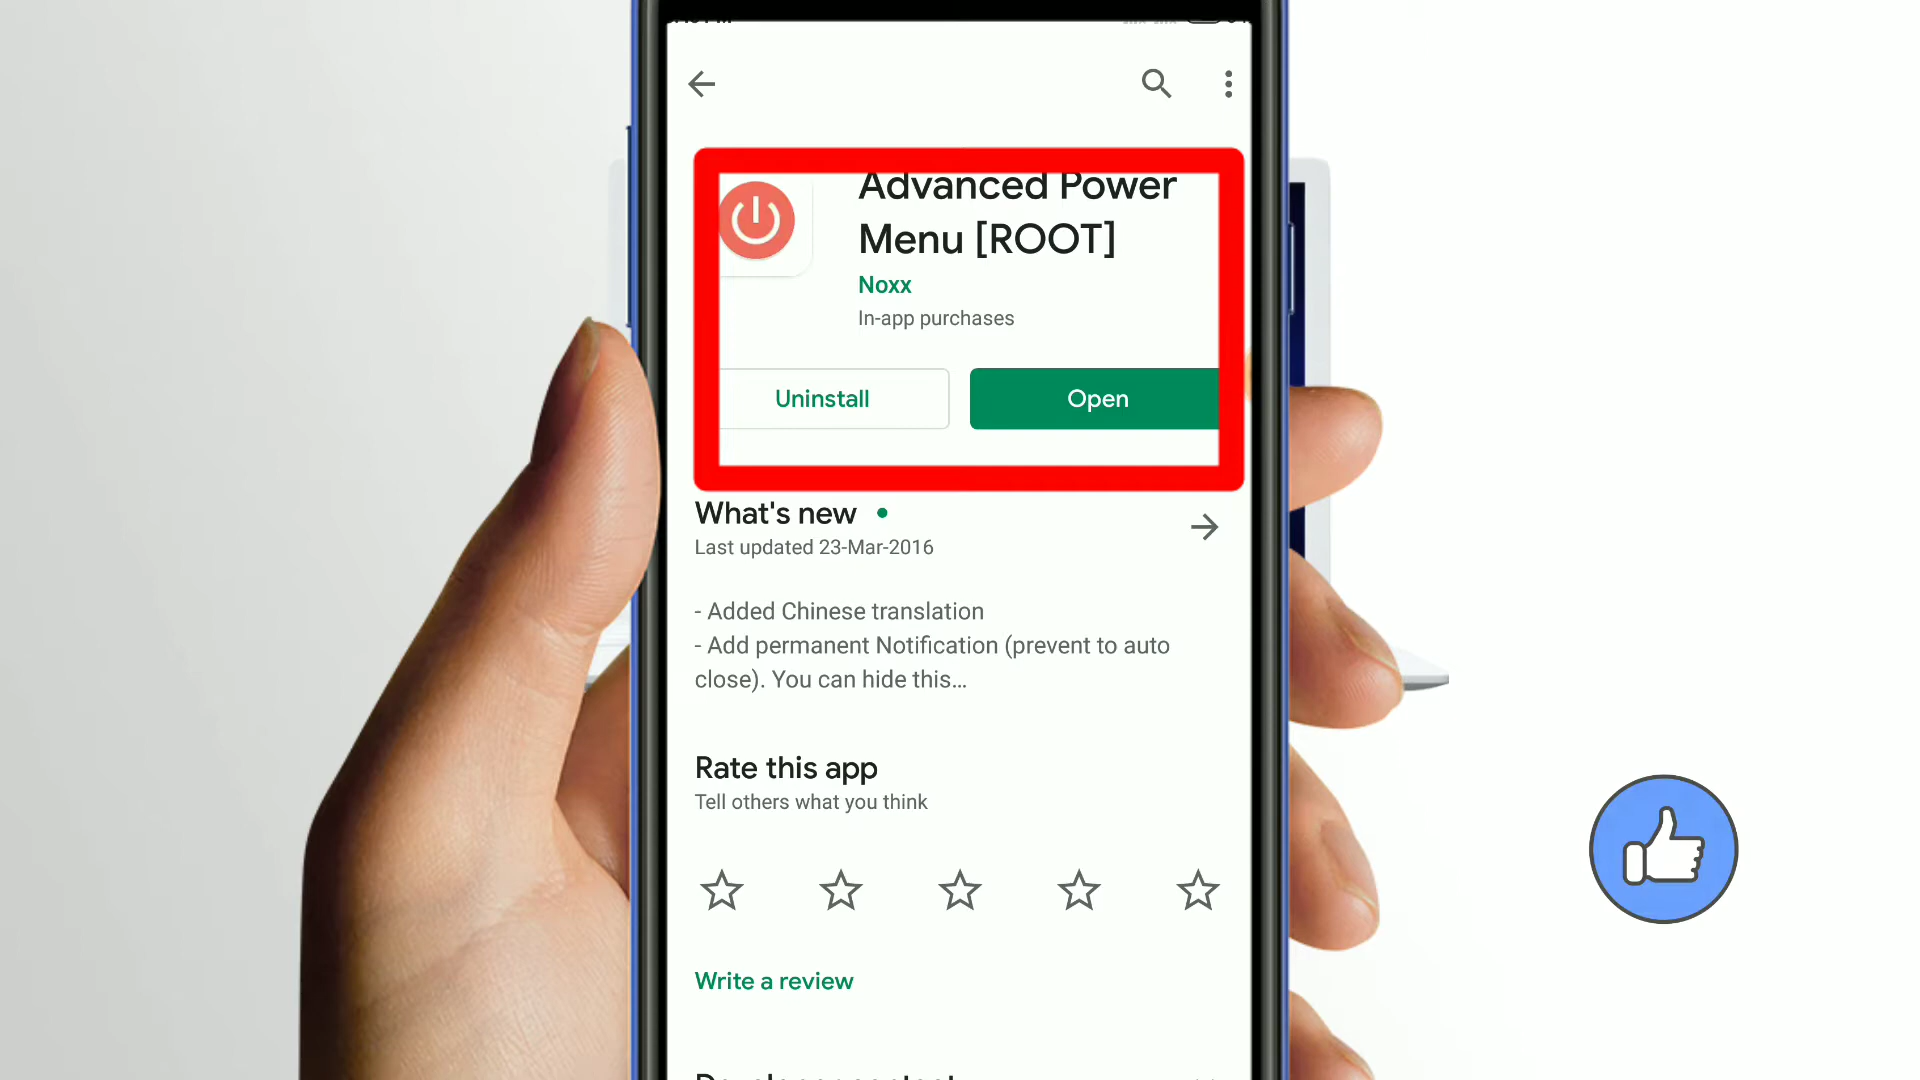 Advanced Power
Menu [ROOT]
Noxx
In-app purchases
Uninstall
Open
What's new
Last updated 23-Mar-2016
- Added Chinese translation
- Add permanent Notification (prevent to auto
close). You can hide this...
Rate this app
Tell others what you think
Write a review